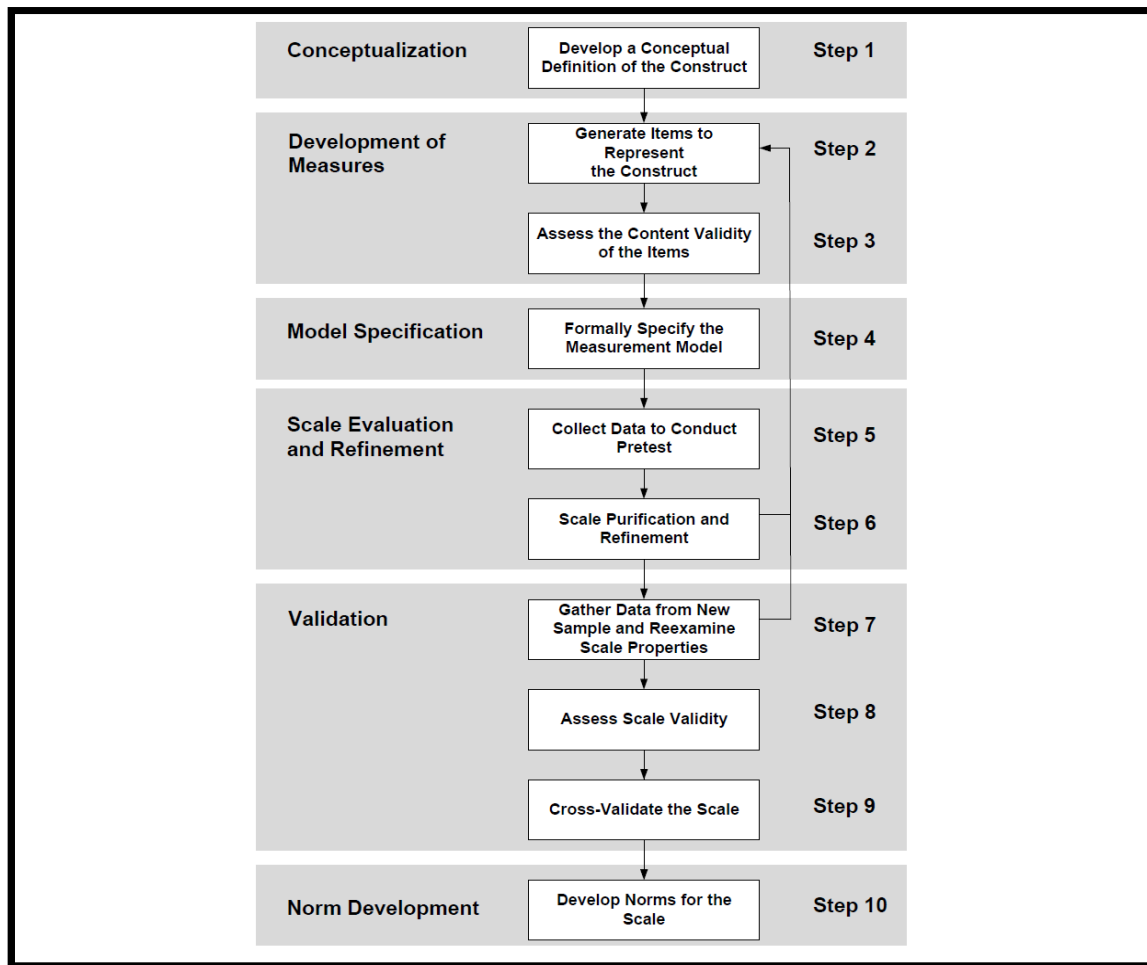 Conceptualization
Develop a Conceptual
Definition of the Construct
Step 1
Development of
Measures
Generate Items to
Represent
the Construct
Step 2
Assess the Content Validity
of the Items
Step 3
Model Specification
Formally Specify the
Measurement Model
Step 4
Scale Evaluation
and Refinement
Collect Data to Conduct
Pretest
Step 5
Scale Purification and
Refinement
Step 6
Validation
Gather Data from New
Sample and Reexamine
Scale Properties
Step 7
Assess Scale Validity
Step 8
Cross-Validate the Scale
Step 9
Norm Development
Develop Norms for the
Scale
Step 10